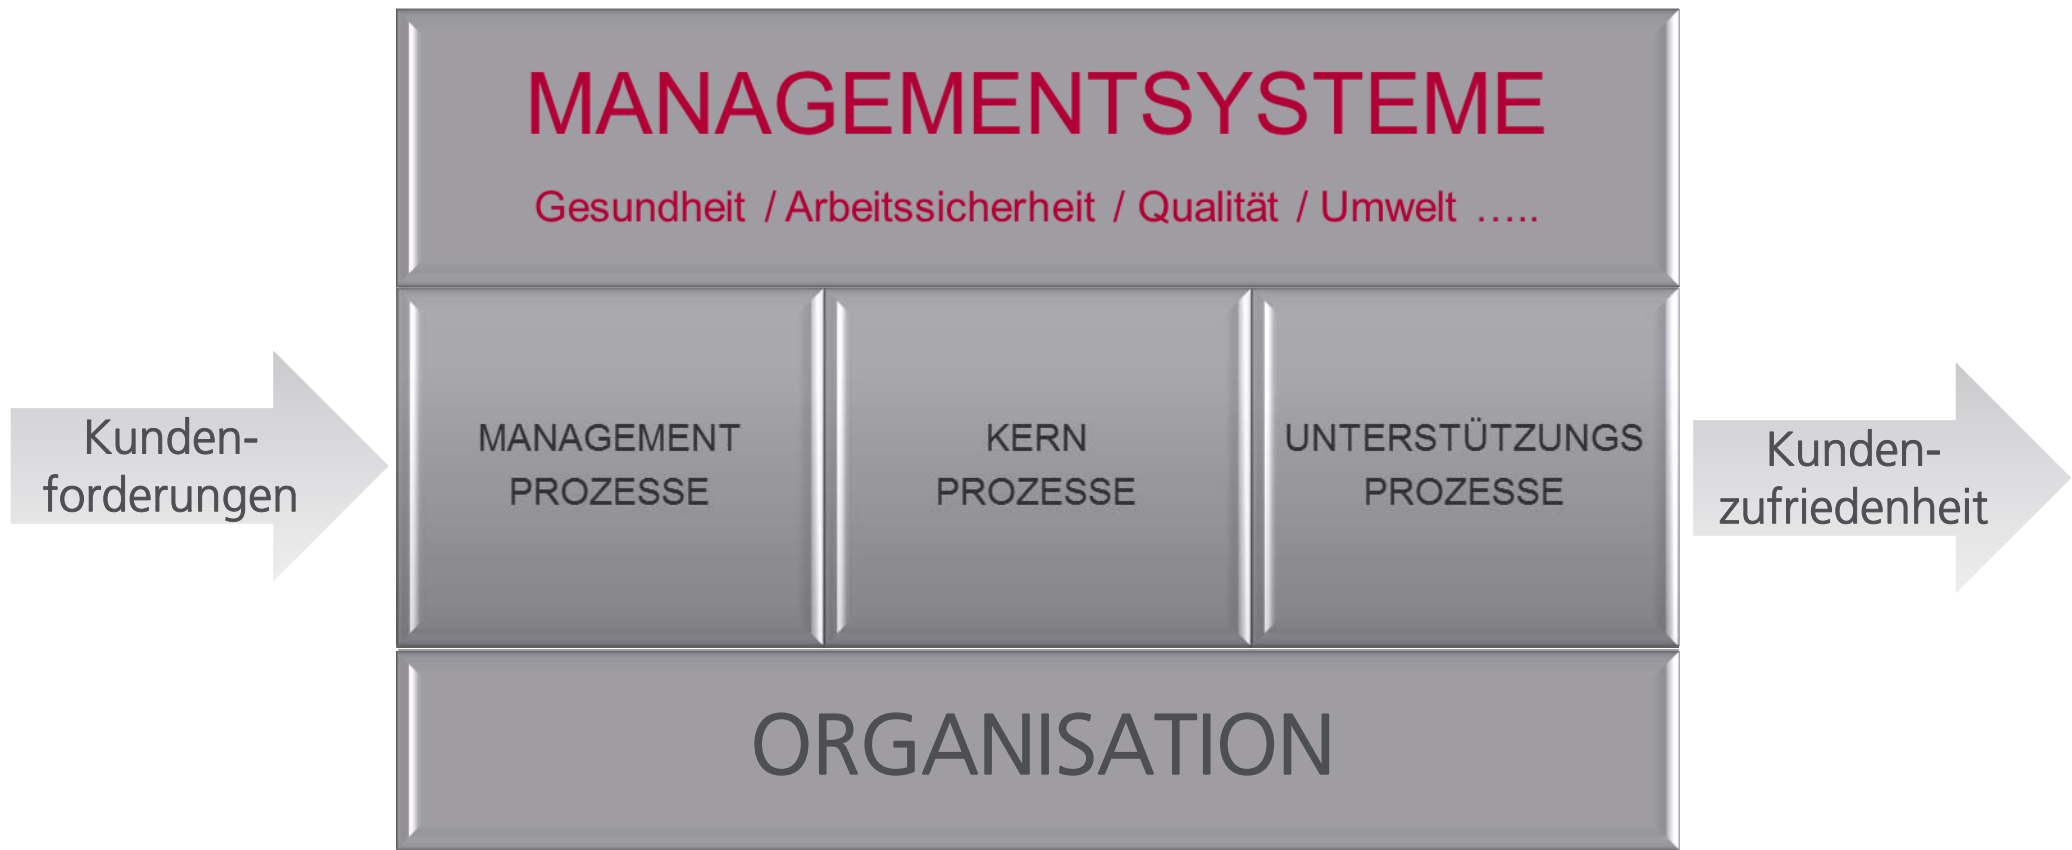 MANAGEMENTSYSTEME
Gesundheit / Arbeitssicherheit / Qualität / Umwelt …..
Kunden-
forderungen
MANAGEMENT
PROZESSE
KERN
PROZESSE
UNTERSTÜTZUNGS
PROZESSE
Kunden-
zufriedenheit
ORGANISATION